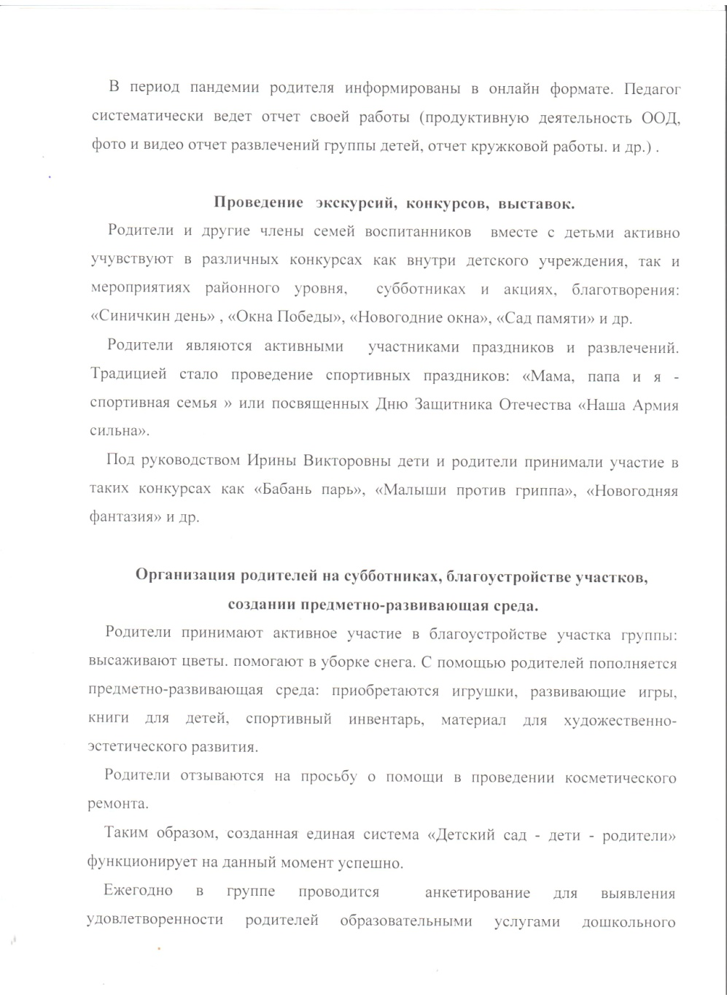 В период пандемии родителя информированы в онлайн формате. Педагог
систематически ведет отчет своей работы (продуктивную деятельность ООД,
фото и видео отчет развлечений группы детей, отчет кружковой работы. и др.) .
Проведение экскурсий, конкурсов, выставок.
Родители и другие члены семей воспитанников вместе с детьми активно
учувствуют в различных конкурсах как внутри детского учреждения, так и
мероприятиях районного уровня, субботниках и акциях, благотворения:
«Синичкин день» , «Окна Победы», «Новогодние окна», «Сад памяти» и др.
Родители являются активными участниками праздников и развлечений.
Традицией стало проведение спортивных праздников: «Мама, папа и я -
спортивная семья » или посвященных Дню Защитника Отечества «Наша Армия
сильна».
Под руководством Ирины Викторовны дети и родители принимали участие в
таких конкурсах как «Бабань парь», «Малыши против гриппа», «Новогодняя
фантазия» и др.
Организация родителей на субботниках, благоустройстве участков,
создании предметно-развивающая среда.
Родители принимают активное участие в благоустройстве участка группы:
высаживают цветы. помогают в уборке снега. С помощью родителей пополняется
предметно-развивающая среда: приобретаются игрушки, развивающие игры,
книги для детей, спортивный инвентарь, материал для художественно-
эстетического развития.
Родители отзываются на просьбу о помощи в проведении косметического
ремонта.
Таким образом, созданная единая система «Детский сад - дети - родители»
функционирует на данный момент успешно.
Ежегодно в группе проводится анкетирование для выявления
удовлетворенности родителей образовательными услугами дошкольного